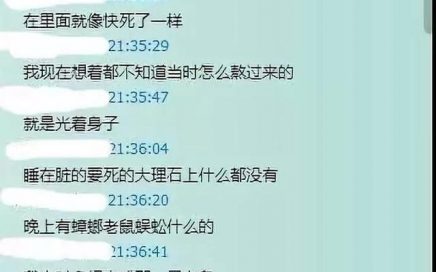 在里面就像快死了一样
21:35:29
我现在想着都不知道当时怎么熬过来的
21:35:47
就是光着身子
21:36:04
睡在脏的要死的大理石上什么都没有
21:36:20
晚上有蟑螂老鼠蜈蚣什么的
21:36:41